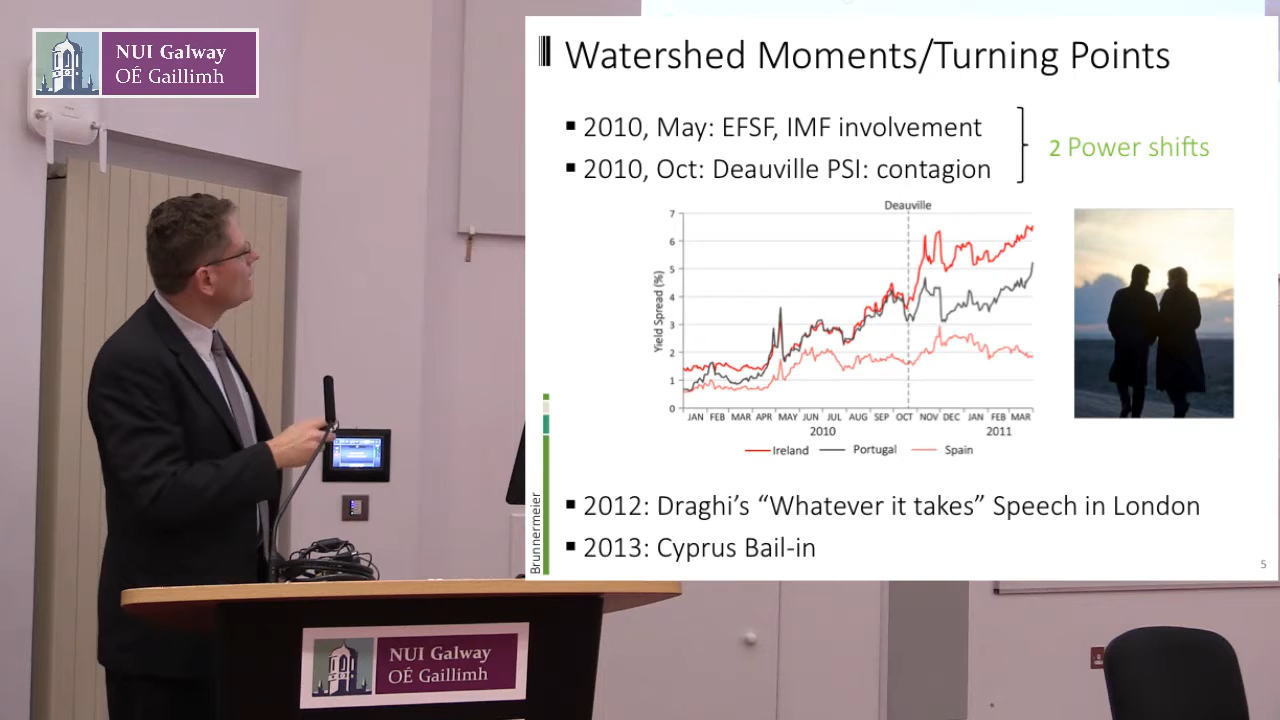 NUI Galway
OÉ Gaillimh
Watershed Moments/Turning Points
2010, May: EFSF, IMF involvement
2010, Oct: Deauville PSI: contagion
2 Power shifts
Deauville
Yield Spread (%)
7
6
5
4
3
2
1
0
JAN FEB MAR APR MAY JUN JUL AUG SEP OCT NOV DEC JAN FEB MAR
2010 2011
Ireland Portugal Spain
2012: Draghi's “Whatever it takes” Speech in London
2013: Cyprus Bail-in
Brunnermeier
5
NUI Galway
OÉ Gaillimh